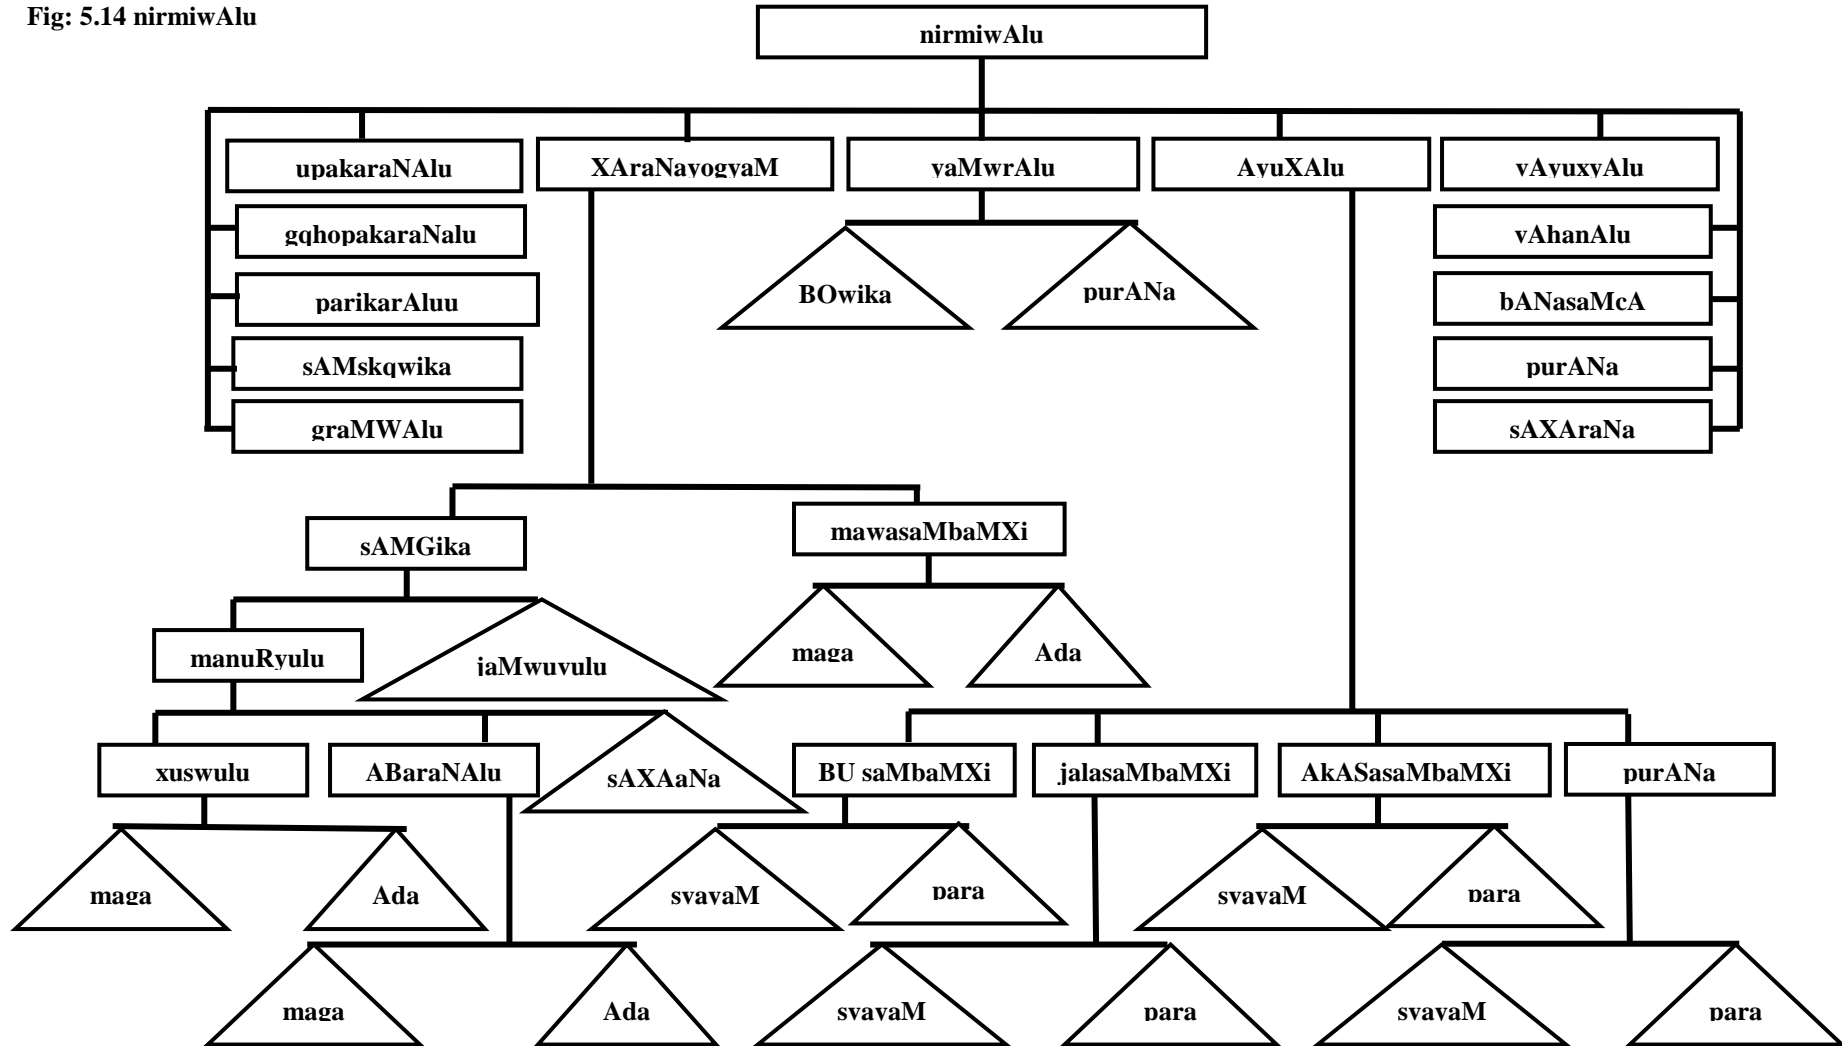 Fig: 5.14 nirmiwAlu
nirmiwAlu
upakaraNAlu
XAraNayogyaM
yaMwrAlu
AyuXAlu
vAyuxyAlu
gqhopakaraNalu
vAhanAlu
parikarAluu
BOwika
purANa
bANasaMcA
sAMskqwika
purANa
graMWAlu
sAXAraNa
sAMGika
mawasaMbaMXi
manuRyulu
jaMwuvulu
maga
Ada
xuswulu
ABaraNAlu
sAXAaNa
BU saMbaMXi
jalasaMbaMXi
AkASasaMbaMXi
purANa
maga
Ada
svayaM
para
svayaM
para
maga
Ada
svayaM
para
svayaM
para